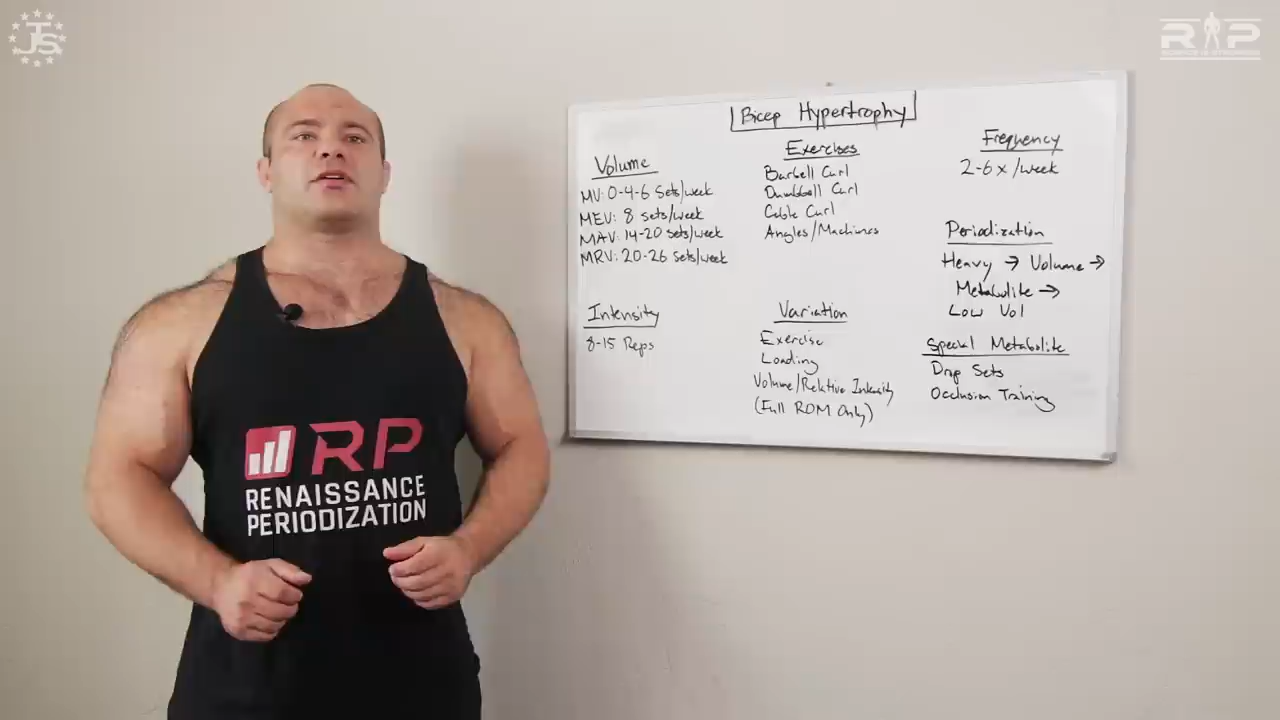 JTS
RP
RP
RENAISSANCE
PERIODIZATION
Bicep Hypertrophy
Volume
MV: 0-4-6 Sets/week
MEV: 8 sets/week
MAV: 14-20 sets/week
MRV: 20-26 sets/week
Intensity
8-15 Reps
Exercises
Barbell Curl
Dumbbell Curl
Cable Curl
Angles/Machines
Variation
Exercise
Loading
Volume/Relative Intensity
(Full ROM Only)
Frequency
2-6x/week
Periodization
Heavy → Volume →
Metabolite →
Low Vol
Special Metabolite
Drop Sets
Occlusion Training